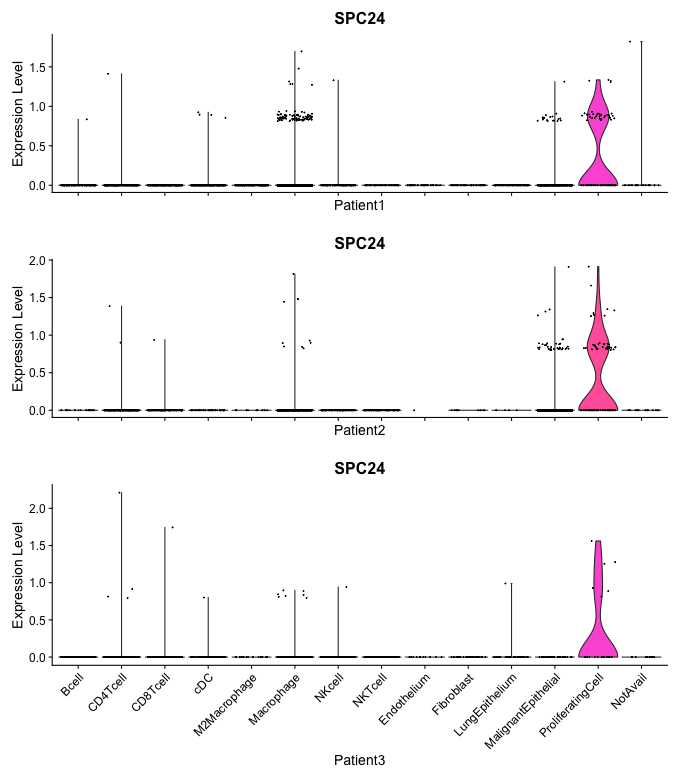 SPC24
Expression Level
1.5
1.0
0.5
0.0
Patient1
SPC24
Expression Level
2.0
1.5
1.0
0.5
0.0
Patient2
SPC24
Expression Level
2.0
1.5
1.0
0.5
0.0
Bcell
CD4Tcell
CD8Tcell
cDC
M2Macrophage
Macrophage
NKcell
NKTcell
Endothelium
Fibroblast
LungEpithelium
MalignantEpithelial
ProliferatingCell
NotAvail
Patient3